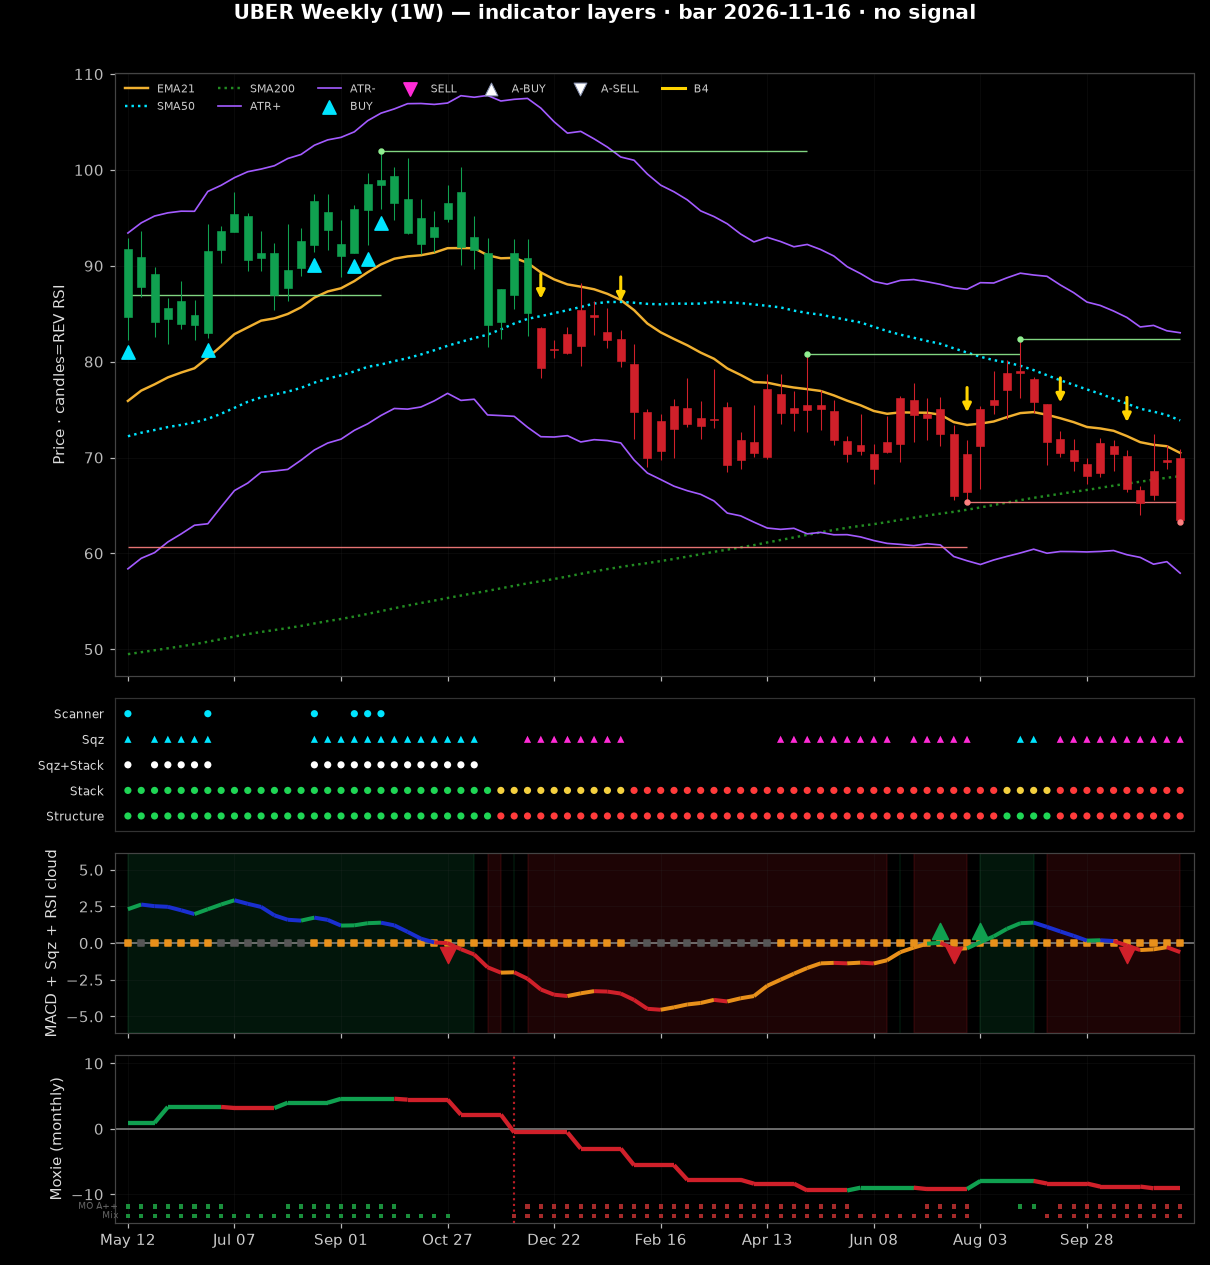 UBER Weekly (1W) — indicator layers · bar 2026-11-16 · no signal
EMA21 SMA200 ATR- SELL A-BUY A-SELL B4
SMA50 ATR+ BUY
Price · candles=REV RSI
110
100
90
80
70
60
50
Scanner
Sqz
Sqz+Stack
Stack
Structure
MACD + Sqz + RSI cloud
5.0
2.5
0.0
−2.5
−5.0
Moxie (monthly)
10
0
−10
MO A++
Mix
May 12 Jul 07 Sep 01 Oct 27 Dec 22 Feb 16 Apr 13 Jun 08 Aug 03 Sep 28